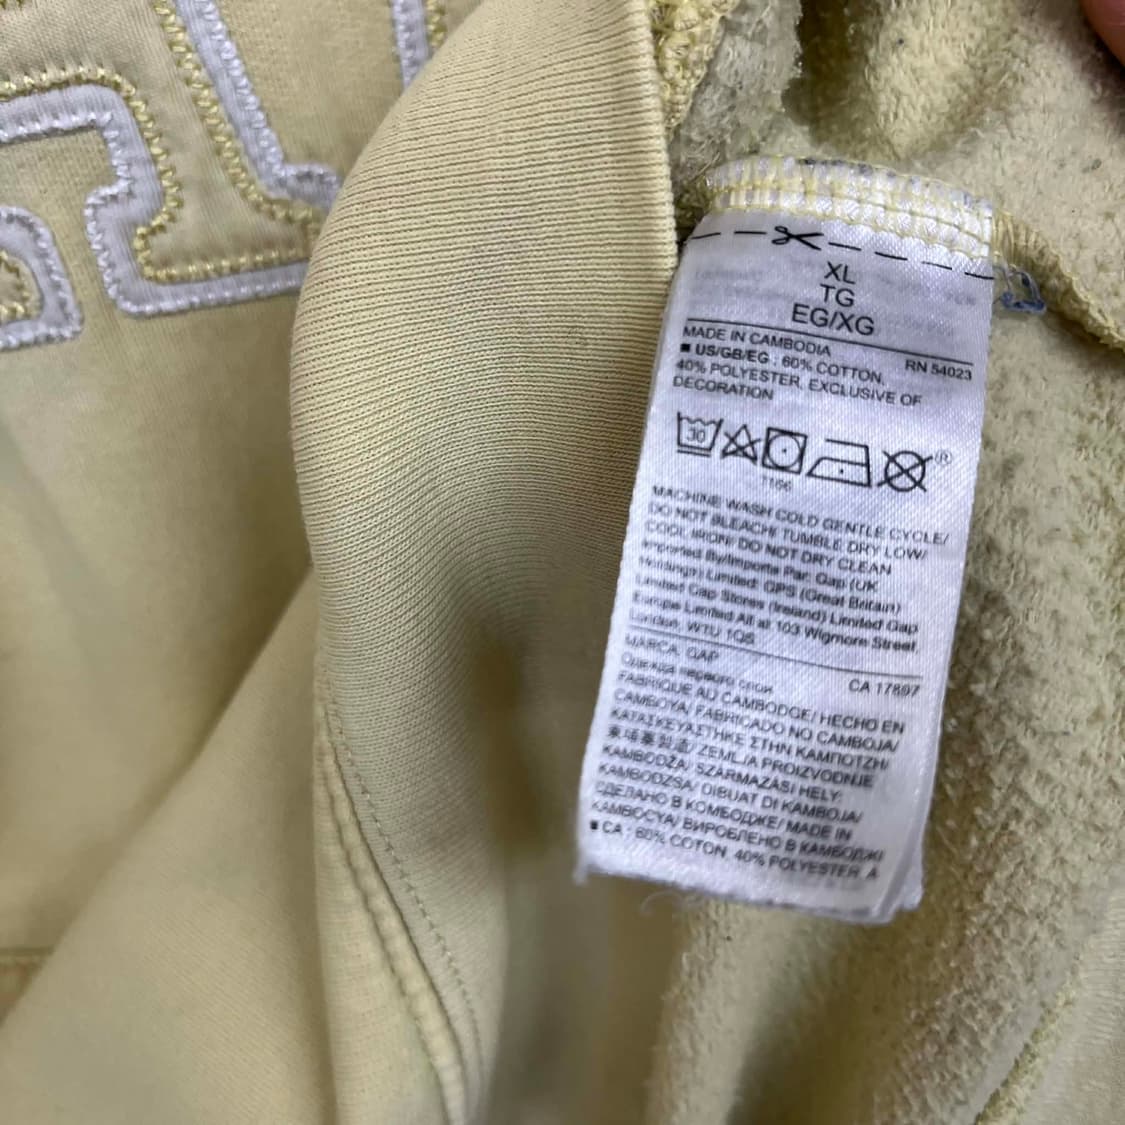 XL
TG
EG/XG
MADE IN CAMBODIA
RN 54023
■ US/GB/EG : 60% COTTON,
40% POLYESTER, EXCLUSIVE OF
DECORATION
30
1166
®
MACHINE WASH COLD GENTLE CYCLE/
DO NOT BLEACH/ TUMBLE DRY LOW/
COOL IRON/ DO NOT DRY CLEAN
Imported By/Imports Par: Gap (UK
Holdings) Limited: GPS (Great Britain)
Limited Gap Stores (Ireland) Limited Gap
Europe Limited All at 103 Wigmore Street,
London, W1U 1QS
MARCA: GAP
CA 17897
Одежда первого слоя
FABRIQUE AU CAMBODGE/ HECHO EN
CAMBOYA/ FABRICADO NO CAMBOJA/
ΚΑΤΑΣΚΕΥΑΣΤΗΚΕ ΣΤΗΝ ΚΑΜΠΟΤΖΗ/
柬埔寨製造/ ZEMLJA PROIZVODNJE
KAMBODŽA/ SZÁRMAZÁSI HELY:
KAMBODZSA/ DIBUAT DI KAMBOJA/
СДЕЛАНО В КОМБОДЖЕ/ MADE IN
KAMBOCYA/ ВИРОБЛЕНО В КАМБОДЖІ
■ CA : 60% COTON, 40% POLYESTER, A